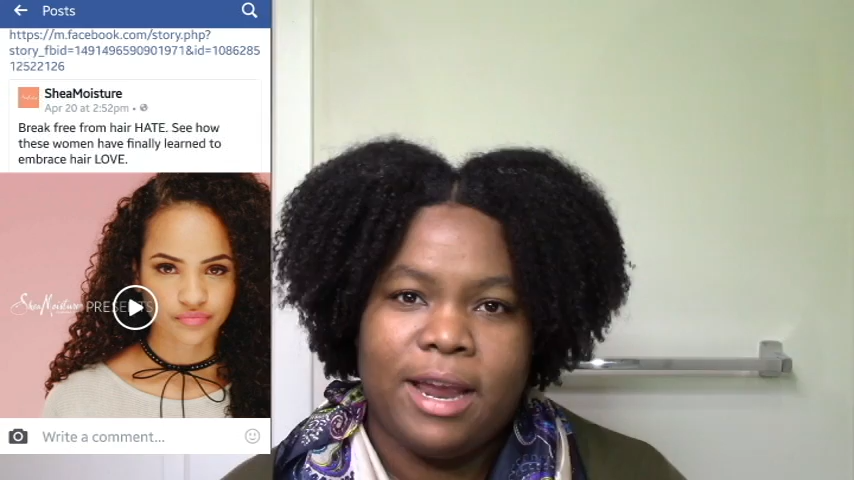 Posts
https://m.facebook.com/story.php?
story_fbid=1491496590901971&id=1086285
12522126
SheaMoisture
Apr 20 at 2:52pm •
Break free from hair HATE. See how
these women have finally learned to
embrace hair LOVE.
SheaMoisture PRESENTS
Write a comment...